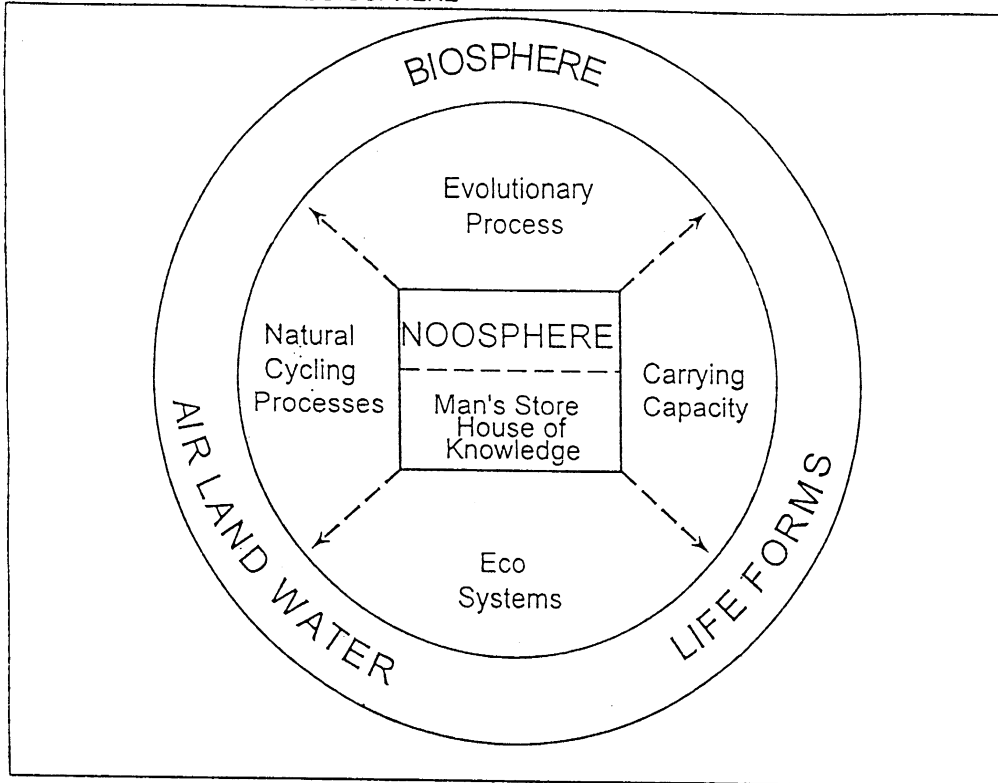 BIOSPHERE
Evolutionary
Process
Natural
Cycling
Processes
NOOSPHERE
Man's Store
House of
Knowledge
Carrying
Capacity
Eco
Systems
AIR LAND WATER
LIFE FORMS